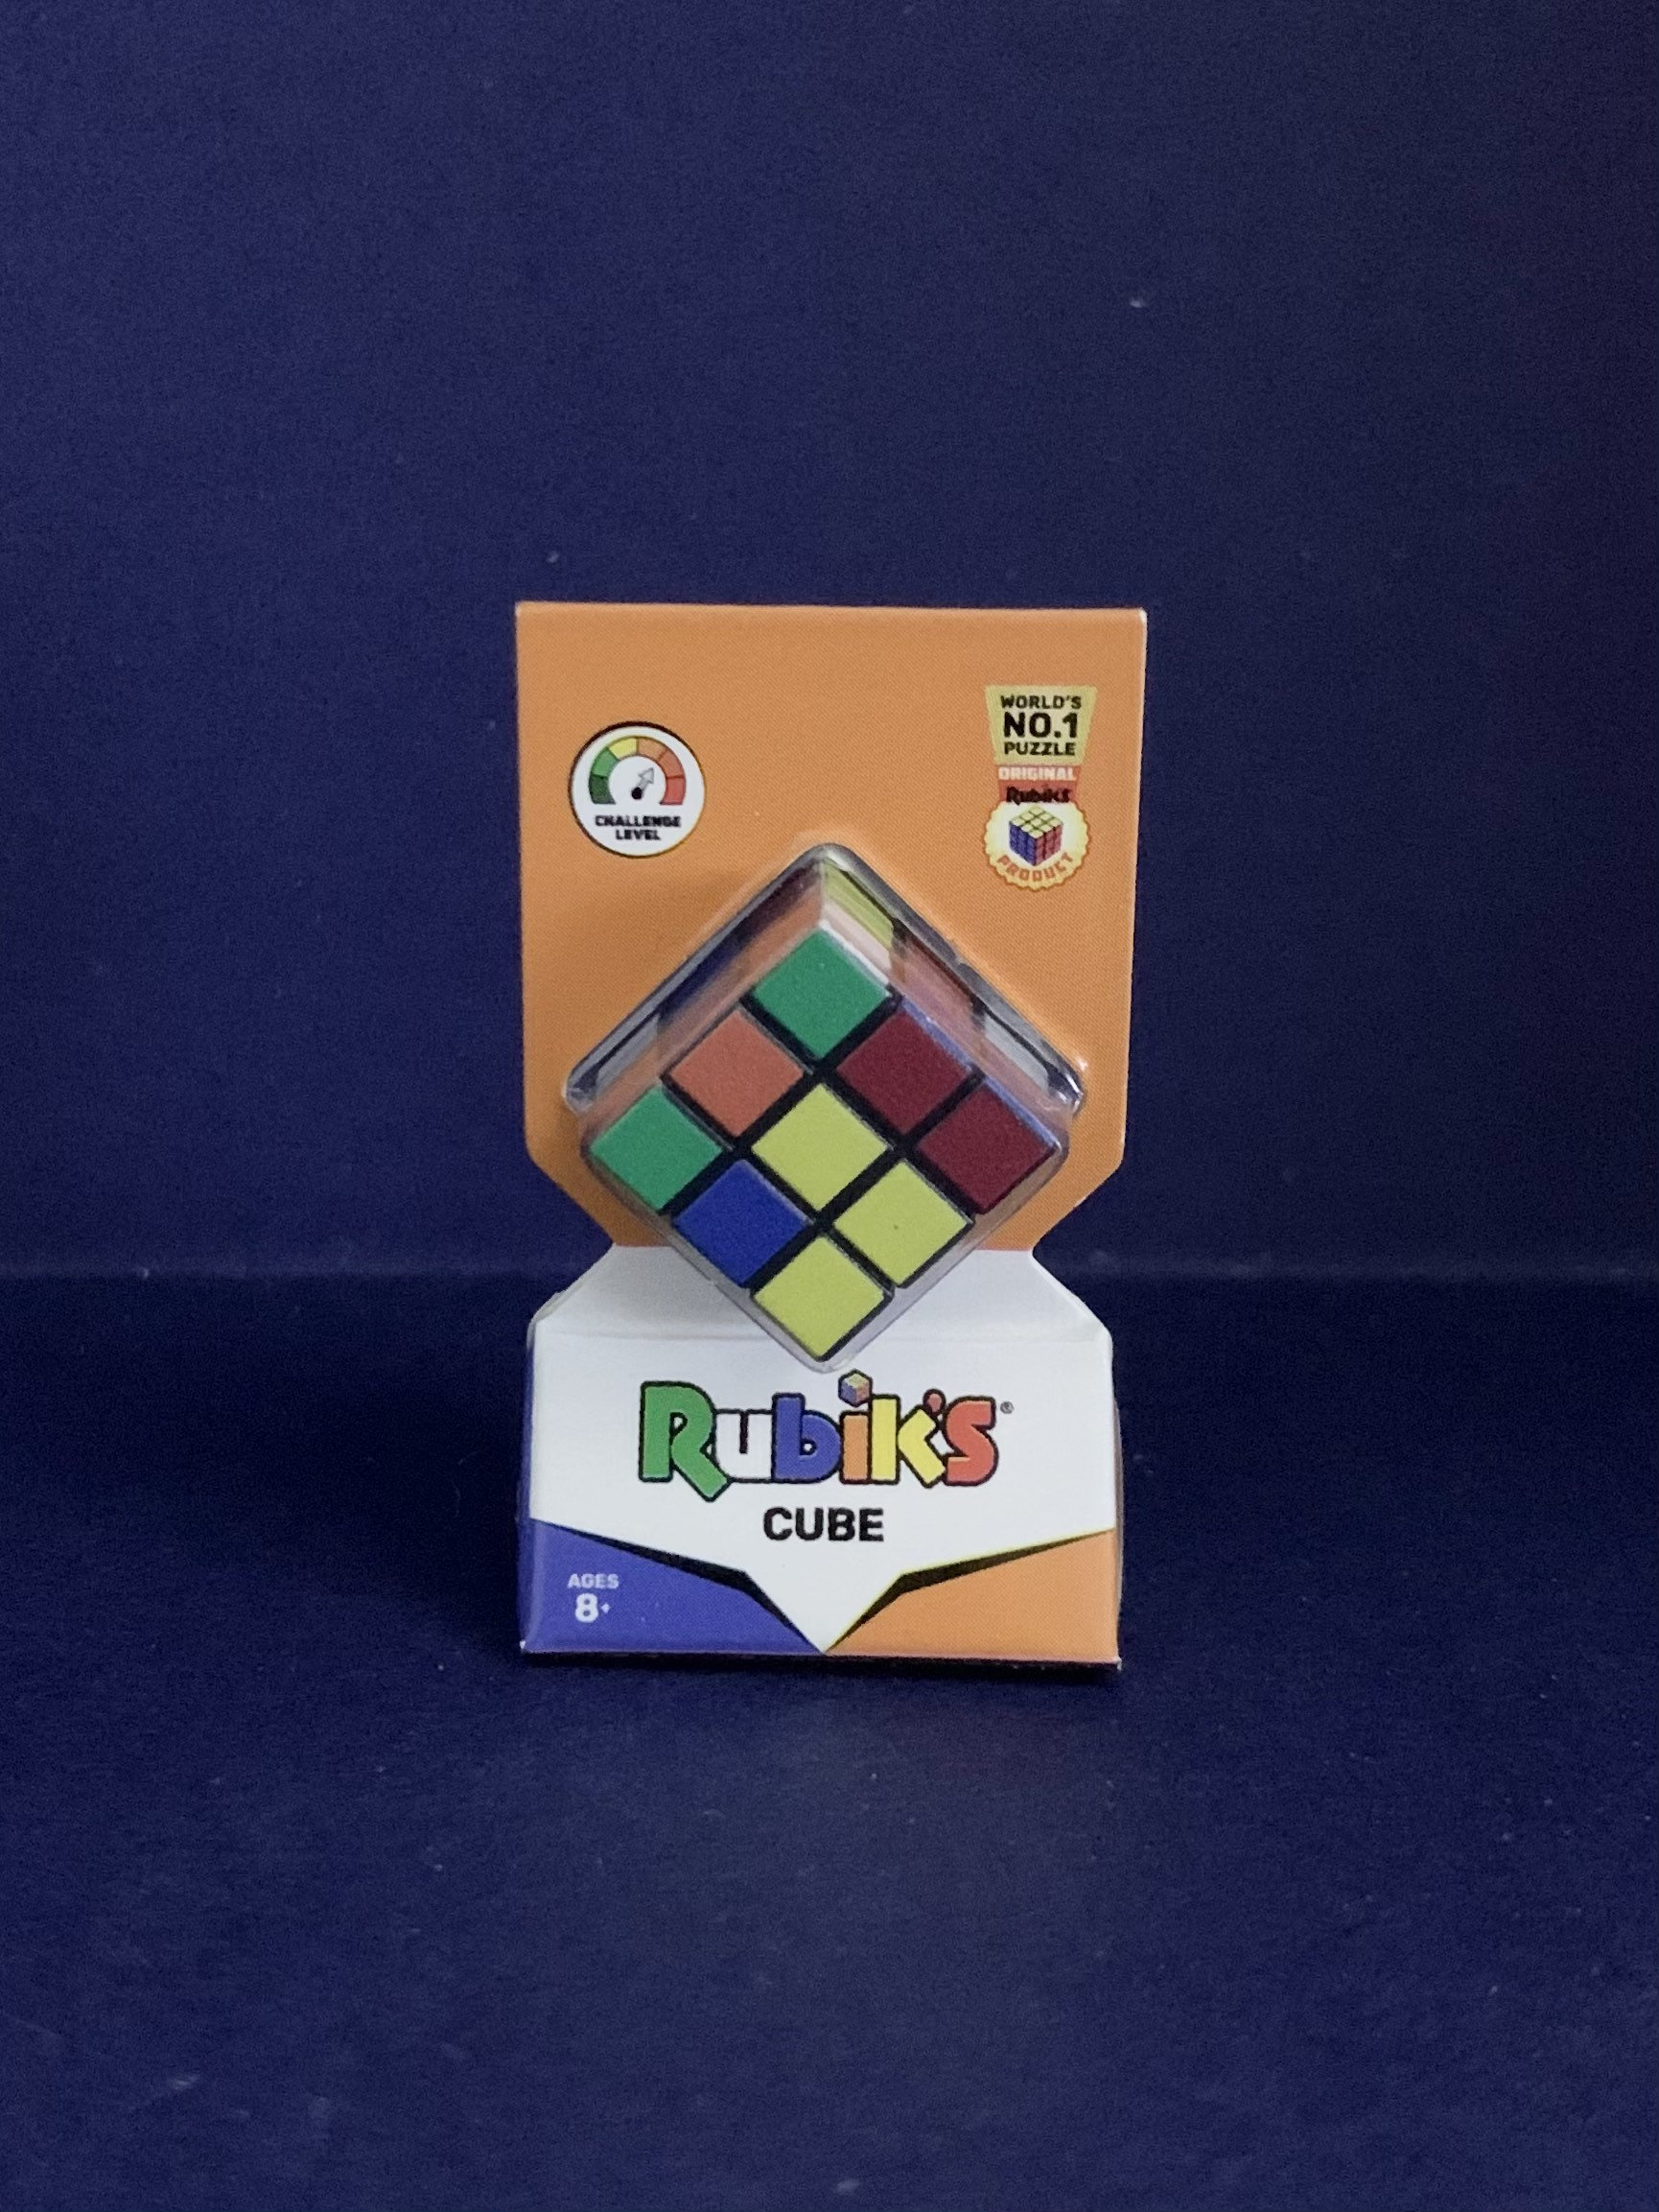 WORLD'S
NO.1
PUZZLE
ORIGINAL
Rubik's
PRODUCT
CHALLENGE
LEVEL
Rubik's®
CUBE
AGES
8+